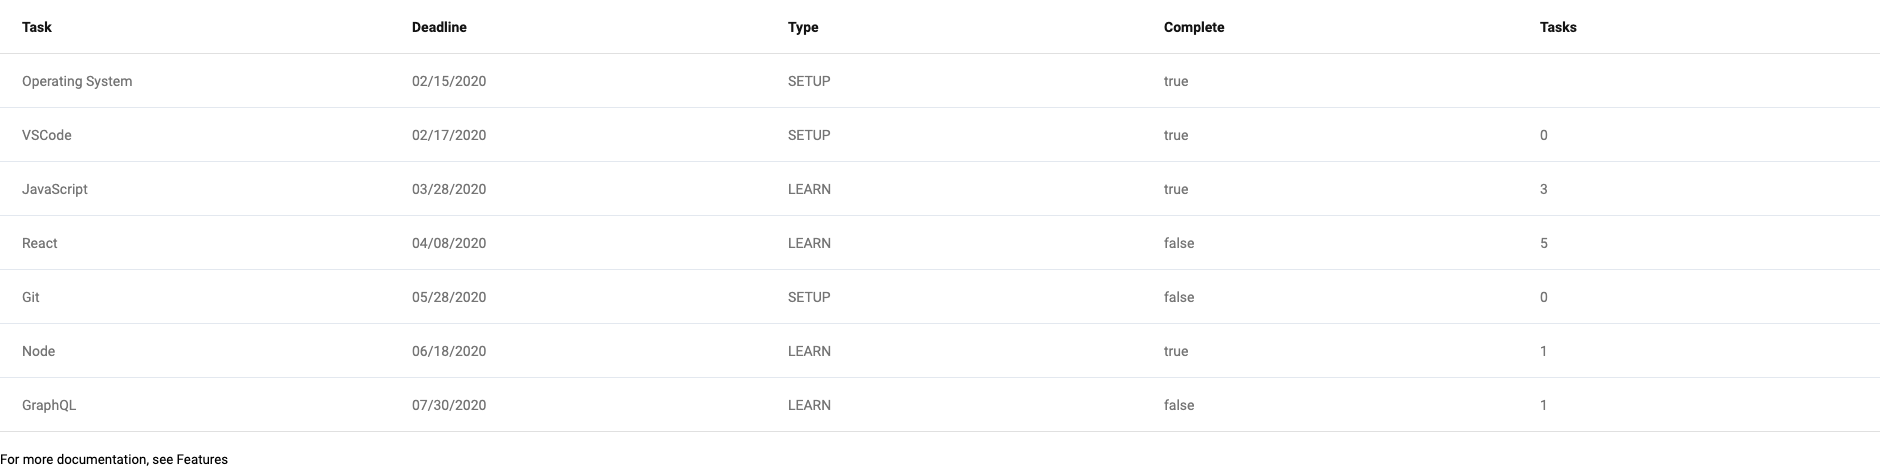 Task Deadline Type Complete Tasks
Operating System 02/15/2020 SETUP true
VSCode 02/17/2020 SETUP true 0
JavaScript 03/28/2020 LEARN true 3
React 04/08/2020 LEARN false 5
Git 05/28/2020 SETUP false 0
Node 06/18/2020 LEARN true 1
GraphQL 07/30/2020 LEARN false 1
For more documentation, see Features